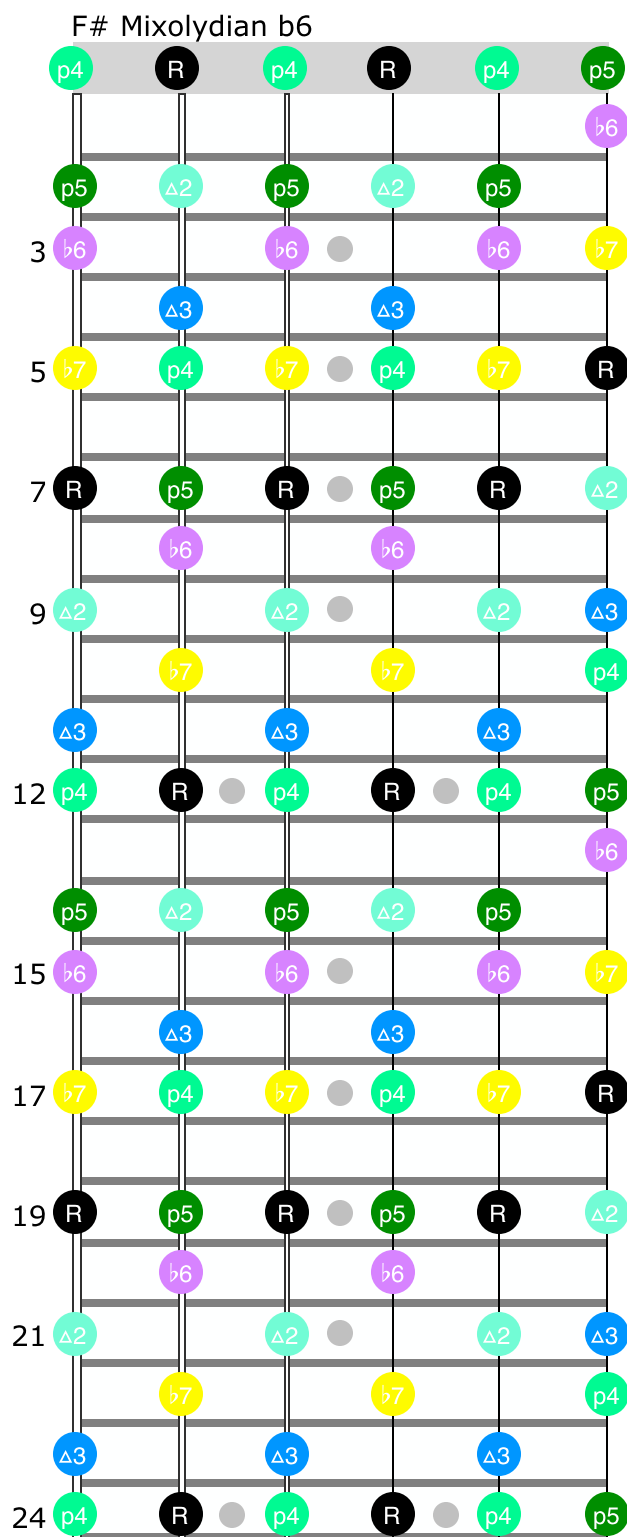 F# Mixolydian b6
p4 R p4 R p4 p5
♭6
p5 △2 p5 △2 p5
3 ♭6 ♭6 ♭6 ♭7
△3 △3
5 ♭7 p4 ♭7 p4 ♭7 R
7 R p5 R p5 R △2
♭6 ♭6
9 △2 △2 △2 △3
♭7 ♭7 p4
△3 △3 △3
12 p4 R p4 R p4 p5
♭6
p5 △2 p5 △2 p5
15 ♭6 ♭6 ♭6 ♭7
△3 △3
17 ♭7 p4 ♭7 p4 ♭7 R
19 R p5 R p5 R △2
♭6 ♭6
21 △2 △2 △2 △3
♭7 ♭7 p4
△3 △3 △3
24 p4 R p4 R p4 p5